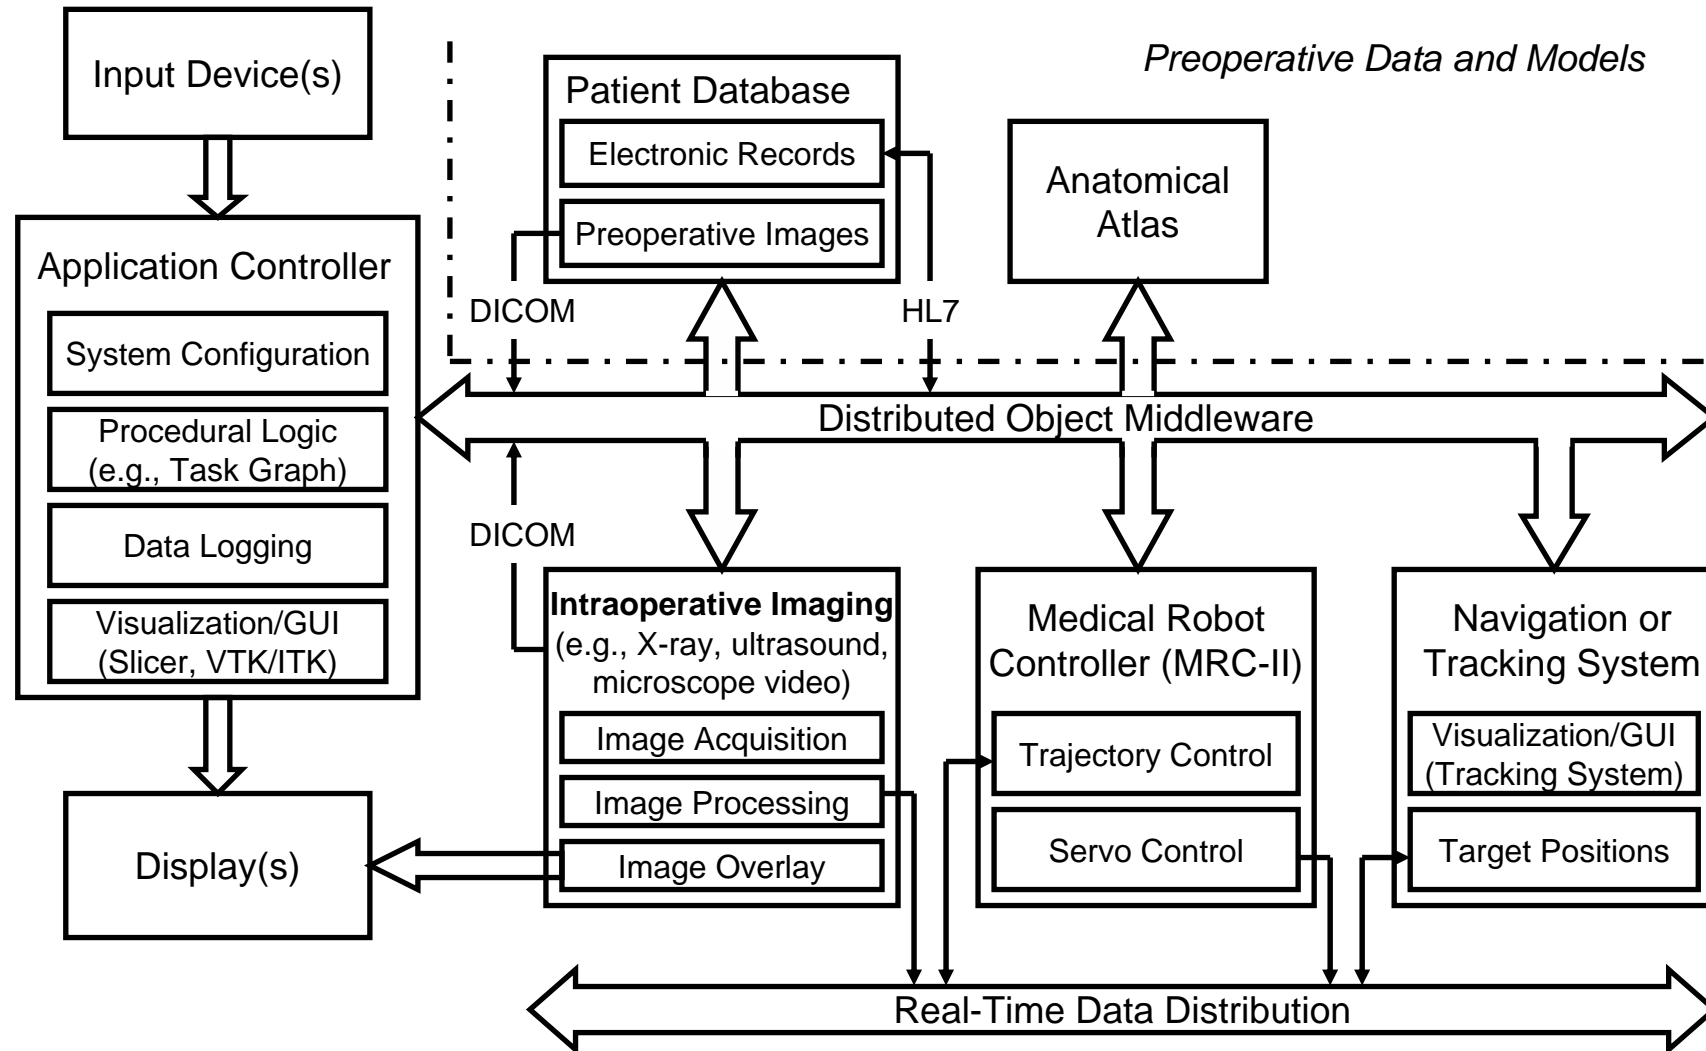 Input Device(s)
Preoperative Data and Models
Patient Database
Electronic Records
Preoperative Images
Anatomical
Atlas
Application Controller
System Configuration
Procedural Logic
(e.g., Task Graph)
Data Logging
Visualization/GUI
(Slicer, VTK/ITK)
DICOM
HL7
Distributed Object Middleware
DICOM
Intraoperative Imaging
(e.g., X-ray, ultrasound,
microscope video)
Image Acquisition
Image Processing
Image Overlay
Medical Robot
Controller (MRC-II)
Trajectory Control
Servo Control
Navigation or
Tracking System
Visualization/GUI
(Tracking System)
Target Positions
Display(s)
Real-Time Data Distribution